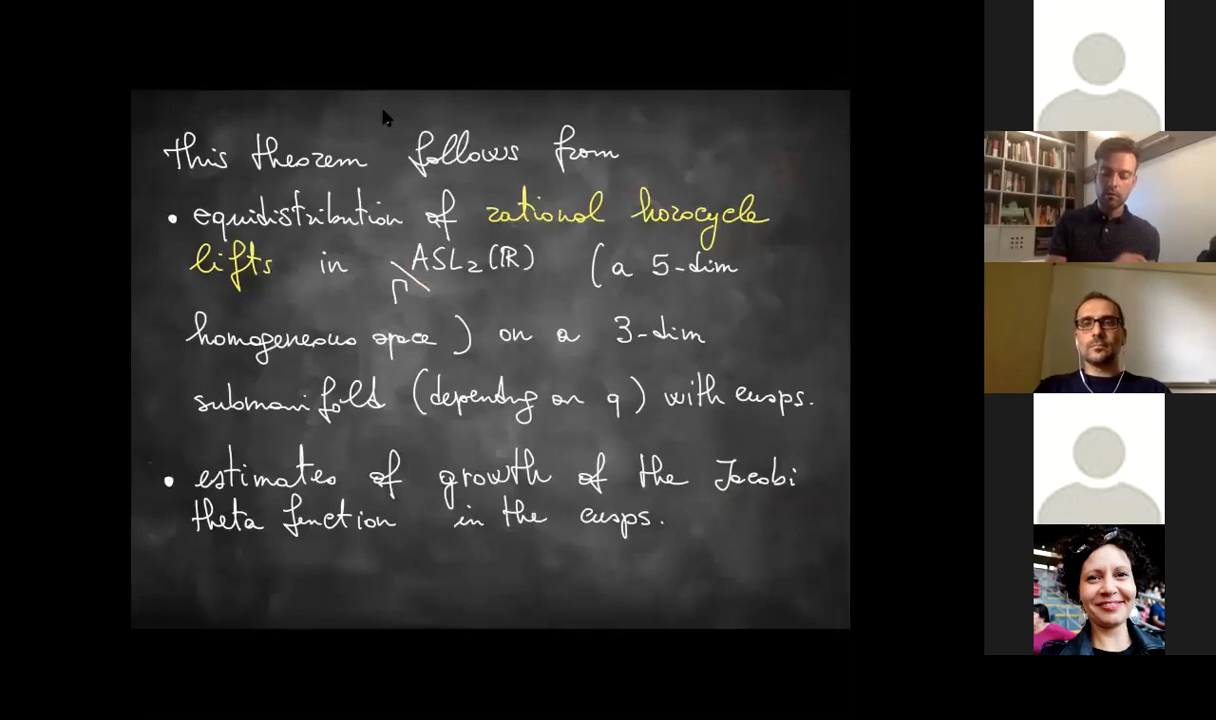 this theorem follows from
• equidistribution of rational horocycle
lifts in Γ\ASL₂(ℝ) (a 5-dim
homogeneous space) on a 3-dim
submanifold (depending on q) with cusps.
• estimates of growth of the Jacobi
theta function in the cusps.